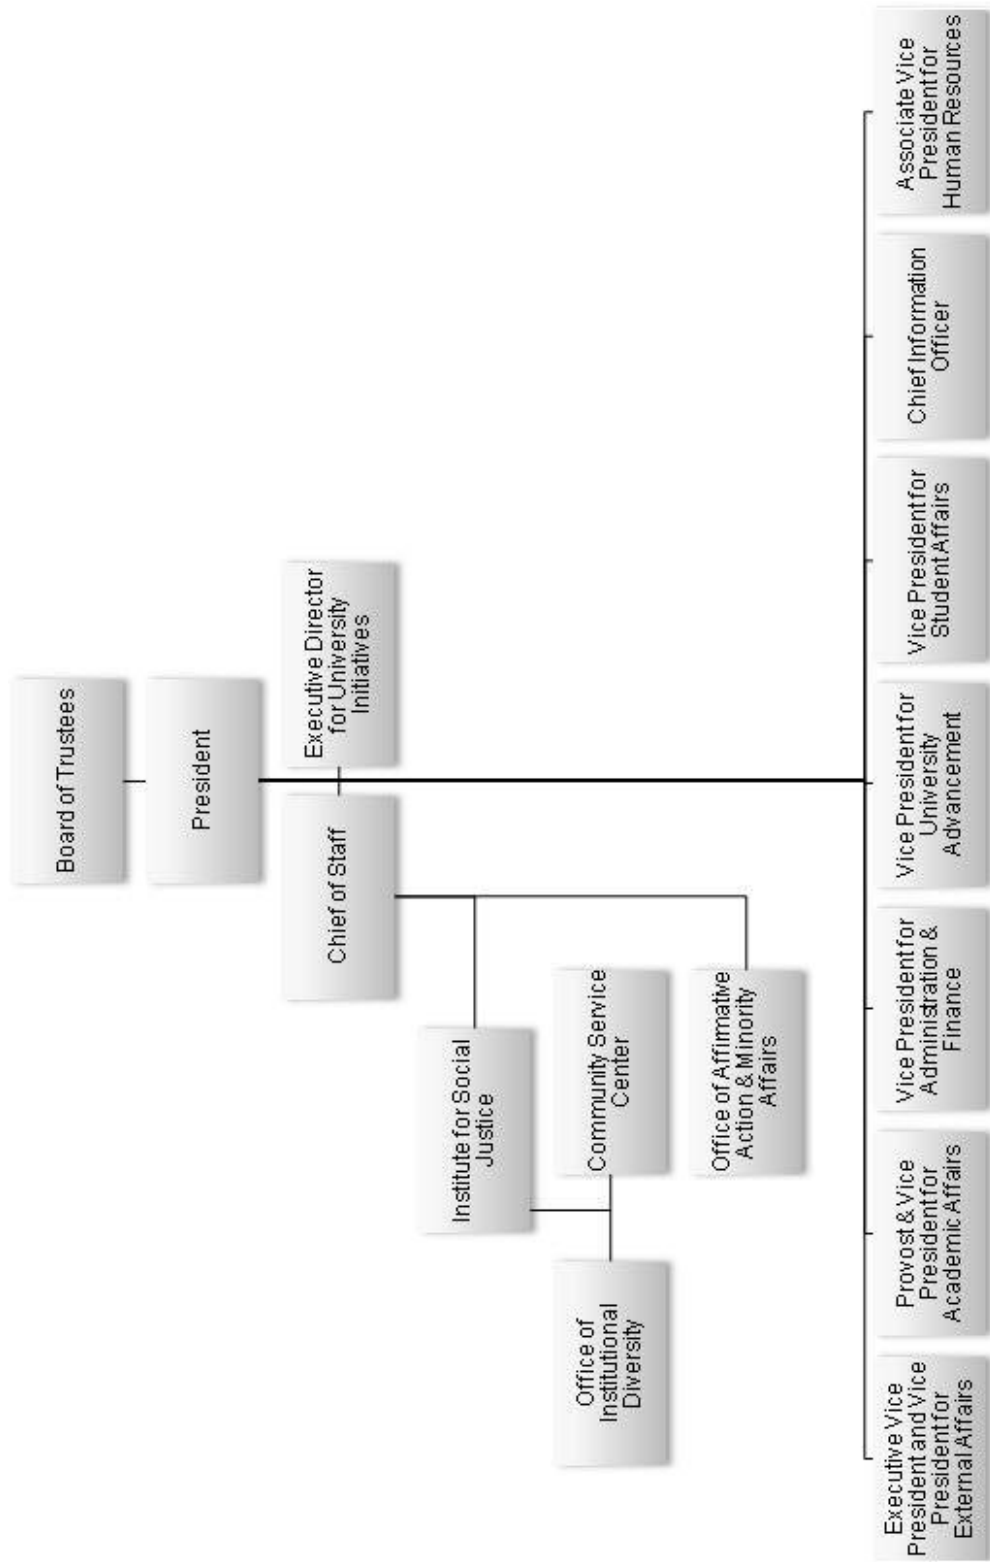 Board of Trustees
President
Chief of Staff
Executive Director
for University
Initiatives
Institute for Social
Justice
Office of
Institutional
Diversity
Community Service
Center
Office of Affirmative
Action & Minority
Affairs
Executive Vice
President and Vice
President for
External Affairs
Provost & Vice
President for
Academic Affairs
Vice President for
Administration &
Finance
Vice President for
University
Advancement
Vice President for
Student Affairs
Chief Information
Officer
Associate Vice
President for
Human Resources